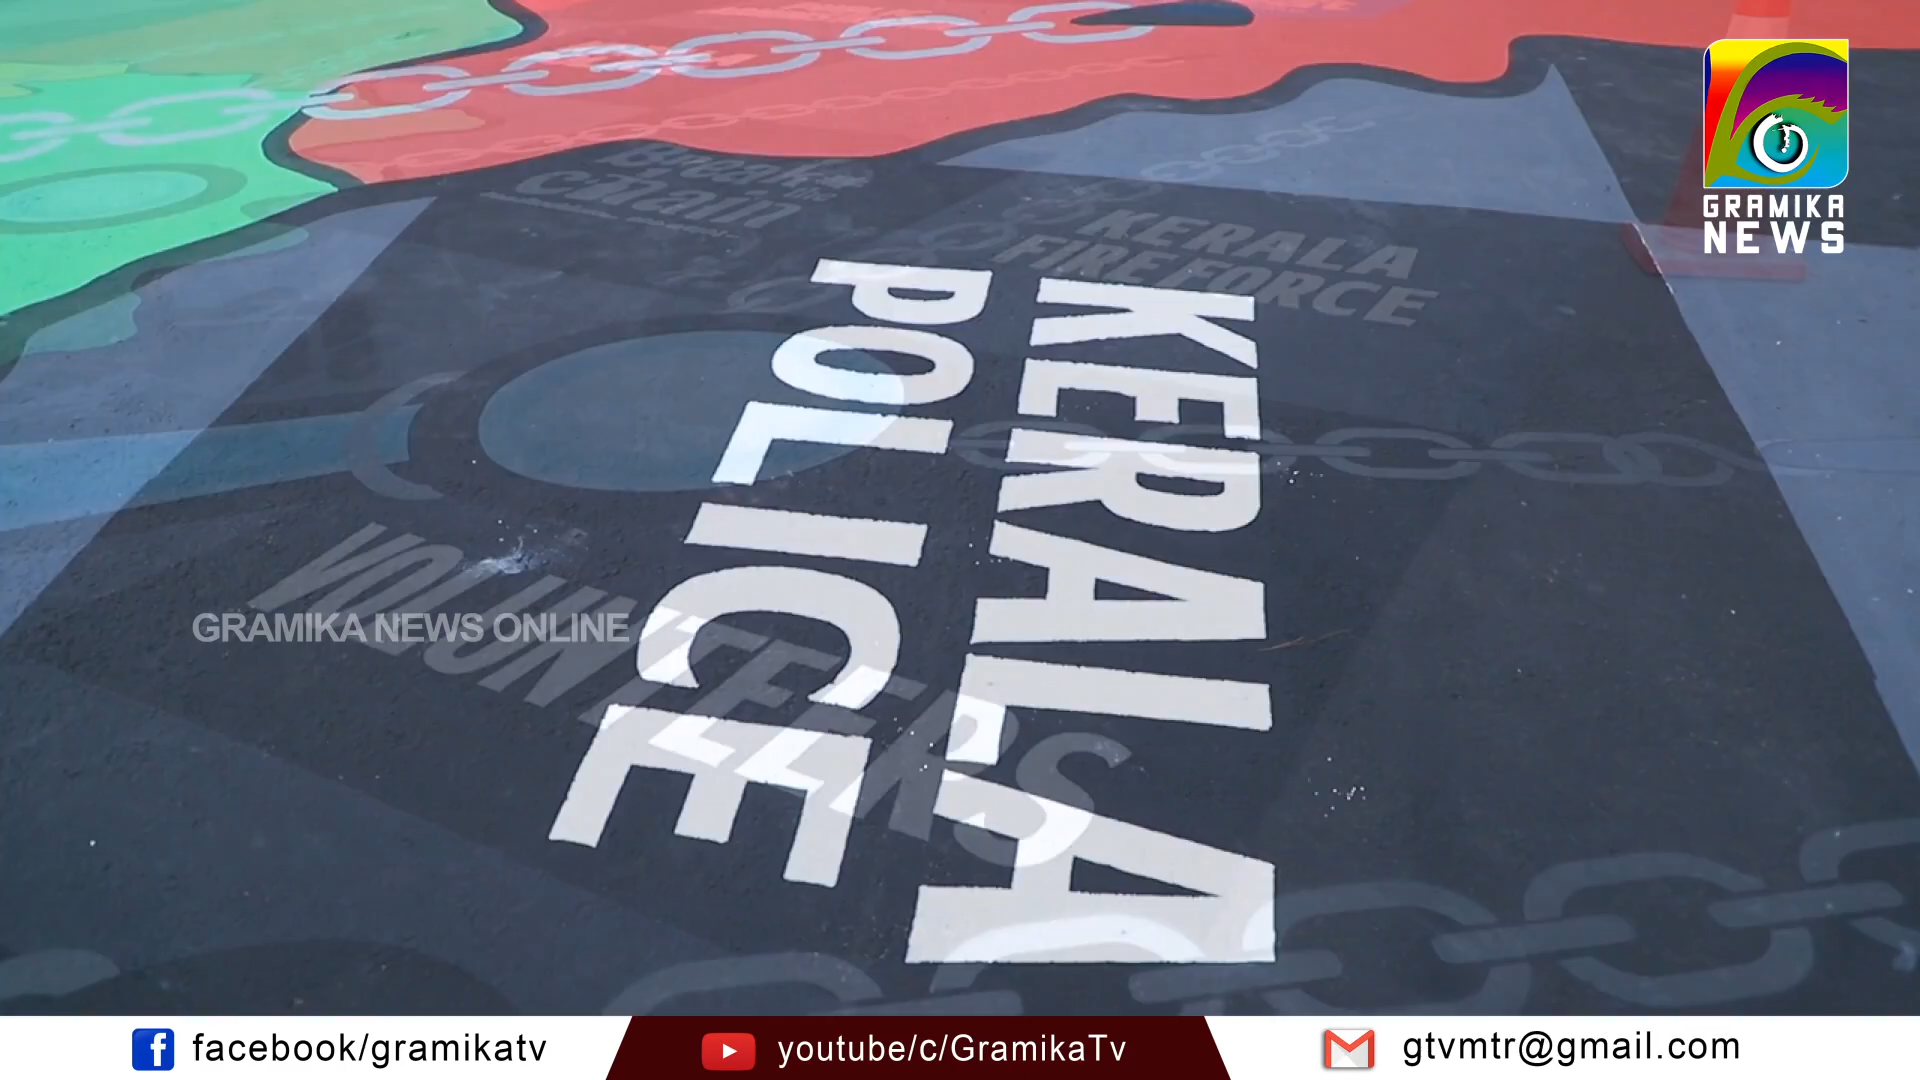 GRAMIKA
NEWS
Break
the
chain
KERALA
FIRE FORCE
KERALA
POLICE
VOLUNTEERS
GRAMIKA NEWS ONLINE
facebook/gramikatv
youtube/c/GramikaTv
gtvmtr@gmail.com